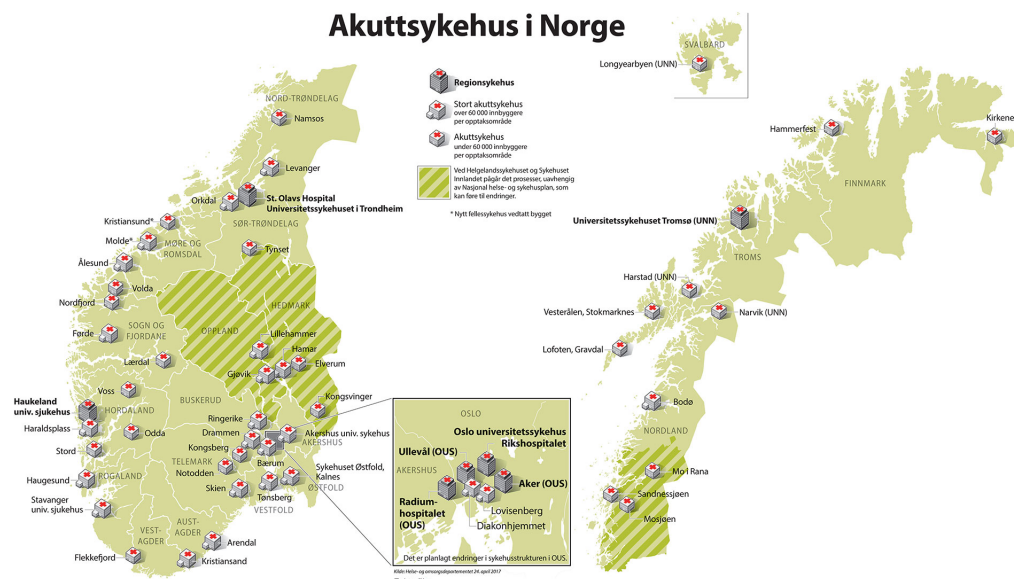 Akuttsykehus i Norge
Regionsykehus
Stort akuttsykehus
over 60 000 innbyggere
per opptaksområde
Akuttsykehus
under 60 000 innbyggere
per opptaksområde
Ved Helgelandssykehuset og Sykehuset
Innlandet pågår det prosesser, uavhengig
av Nasjonal helse- og sykehusplan, som
kan føre til endringer.
* Nytt fellessykehus vedtatt bygget
NORD-TRØNDELAG
Namsos
Levanger
Orkdal
St. Olavs Hospital
Universitetssykehuset i Trondheim
SØR-TRØNDELAG
Kristiansund*
Molde*
MØRE OG
ROMSDAL
Tynset
Ålesund
Volda
Nordfjord
HEDMARK
SOGN OG
FJORDANE
OPPLAND
Førde
Lillehammer
Hamar
Lærdal
Gjøvik
Elverum
Voss
BUSKERUD
Kongsvinger
Haukeland
univ. sjukehus
HORDALAND
Haraldsplass
Ringerike
Odda
Drammen
Akershus univ. sykehus
AKERSHUS
Stord
Kongsberg
TELEMARK
Bærum
Notodden
Sykehuset Østfold,
Kalnes
ØSTFOLD
Haugesund
ROGALAND
Skien
Tønsberg
VESTFOLD
Stavanger
univ. sjukehus
VEST-
AGDER
AUST-
AGDER
Arendal
Flekkefjord
Kristiansand
OSLO
Oslo universitetssykehus
Rikshospitalet
Ullevål (OUS)
AKERSHUS
Aker (OUS)
Radium-
hospitalet
(OUS)
Lovisenberg
Diakonhjemmet
Det er planlagt endringer i sykehusstrukturen i OUS.
Kilde: Helse- og omsorgsdepartementet 24. april 2017
SVALBARD
Longyearbyen (UNN)
Hammerfest
Kirkenes
FINNMARK
Universitetssykehuset Tromsø (UNN)
TROMS
Harstad (UNN)
Vesterålen, Stokmarknes
Narvik (UNN)
Lofoten, Gravdal
Bodø
NORDLAND
Mo I Rana
Sandnessjøen
Mosjøen